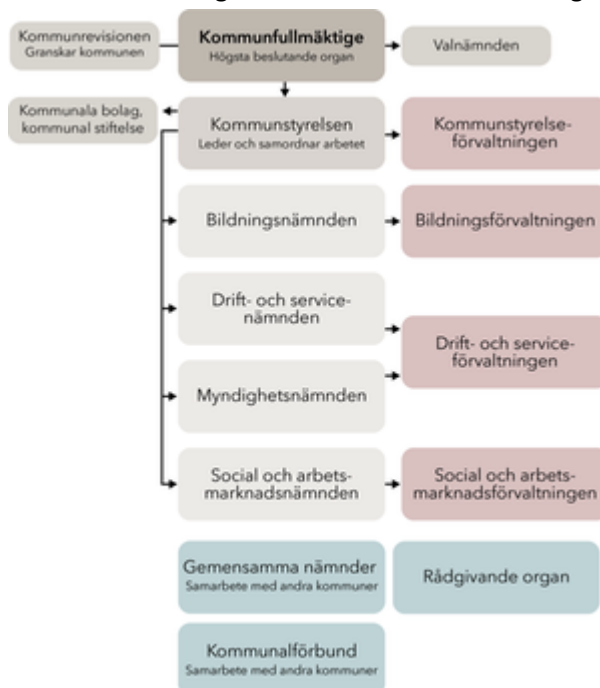 Kommunrevisionen
Granskar kommunen
Kommunfullmäktige
Högsta beslutande organ
Valnämnden
Kommunala bolag,
kommunal stiftelse
Kommunstyrelsen
Leder och samordnar arbetet
Kommunstyrelse-
förvaltningen
Bildningsnämnden
Bildningsförvaltningen
Drift- och service-
nämnden
Drift- och service-
förvaltningen
Myndighetsnämnden
Social och arbets-
marknadsnämnden
Social och arbets-
marknadsförvaltningen
Gemensamma nämnder
Samarbete med andra kommuner
Rådgivande organ
Kommunalförbund
Samarbete med andra kommuner